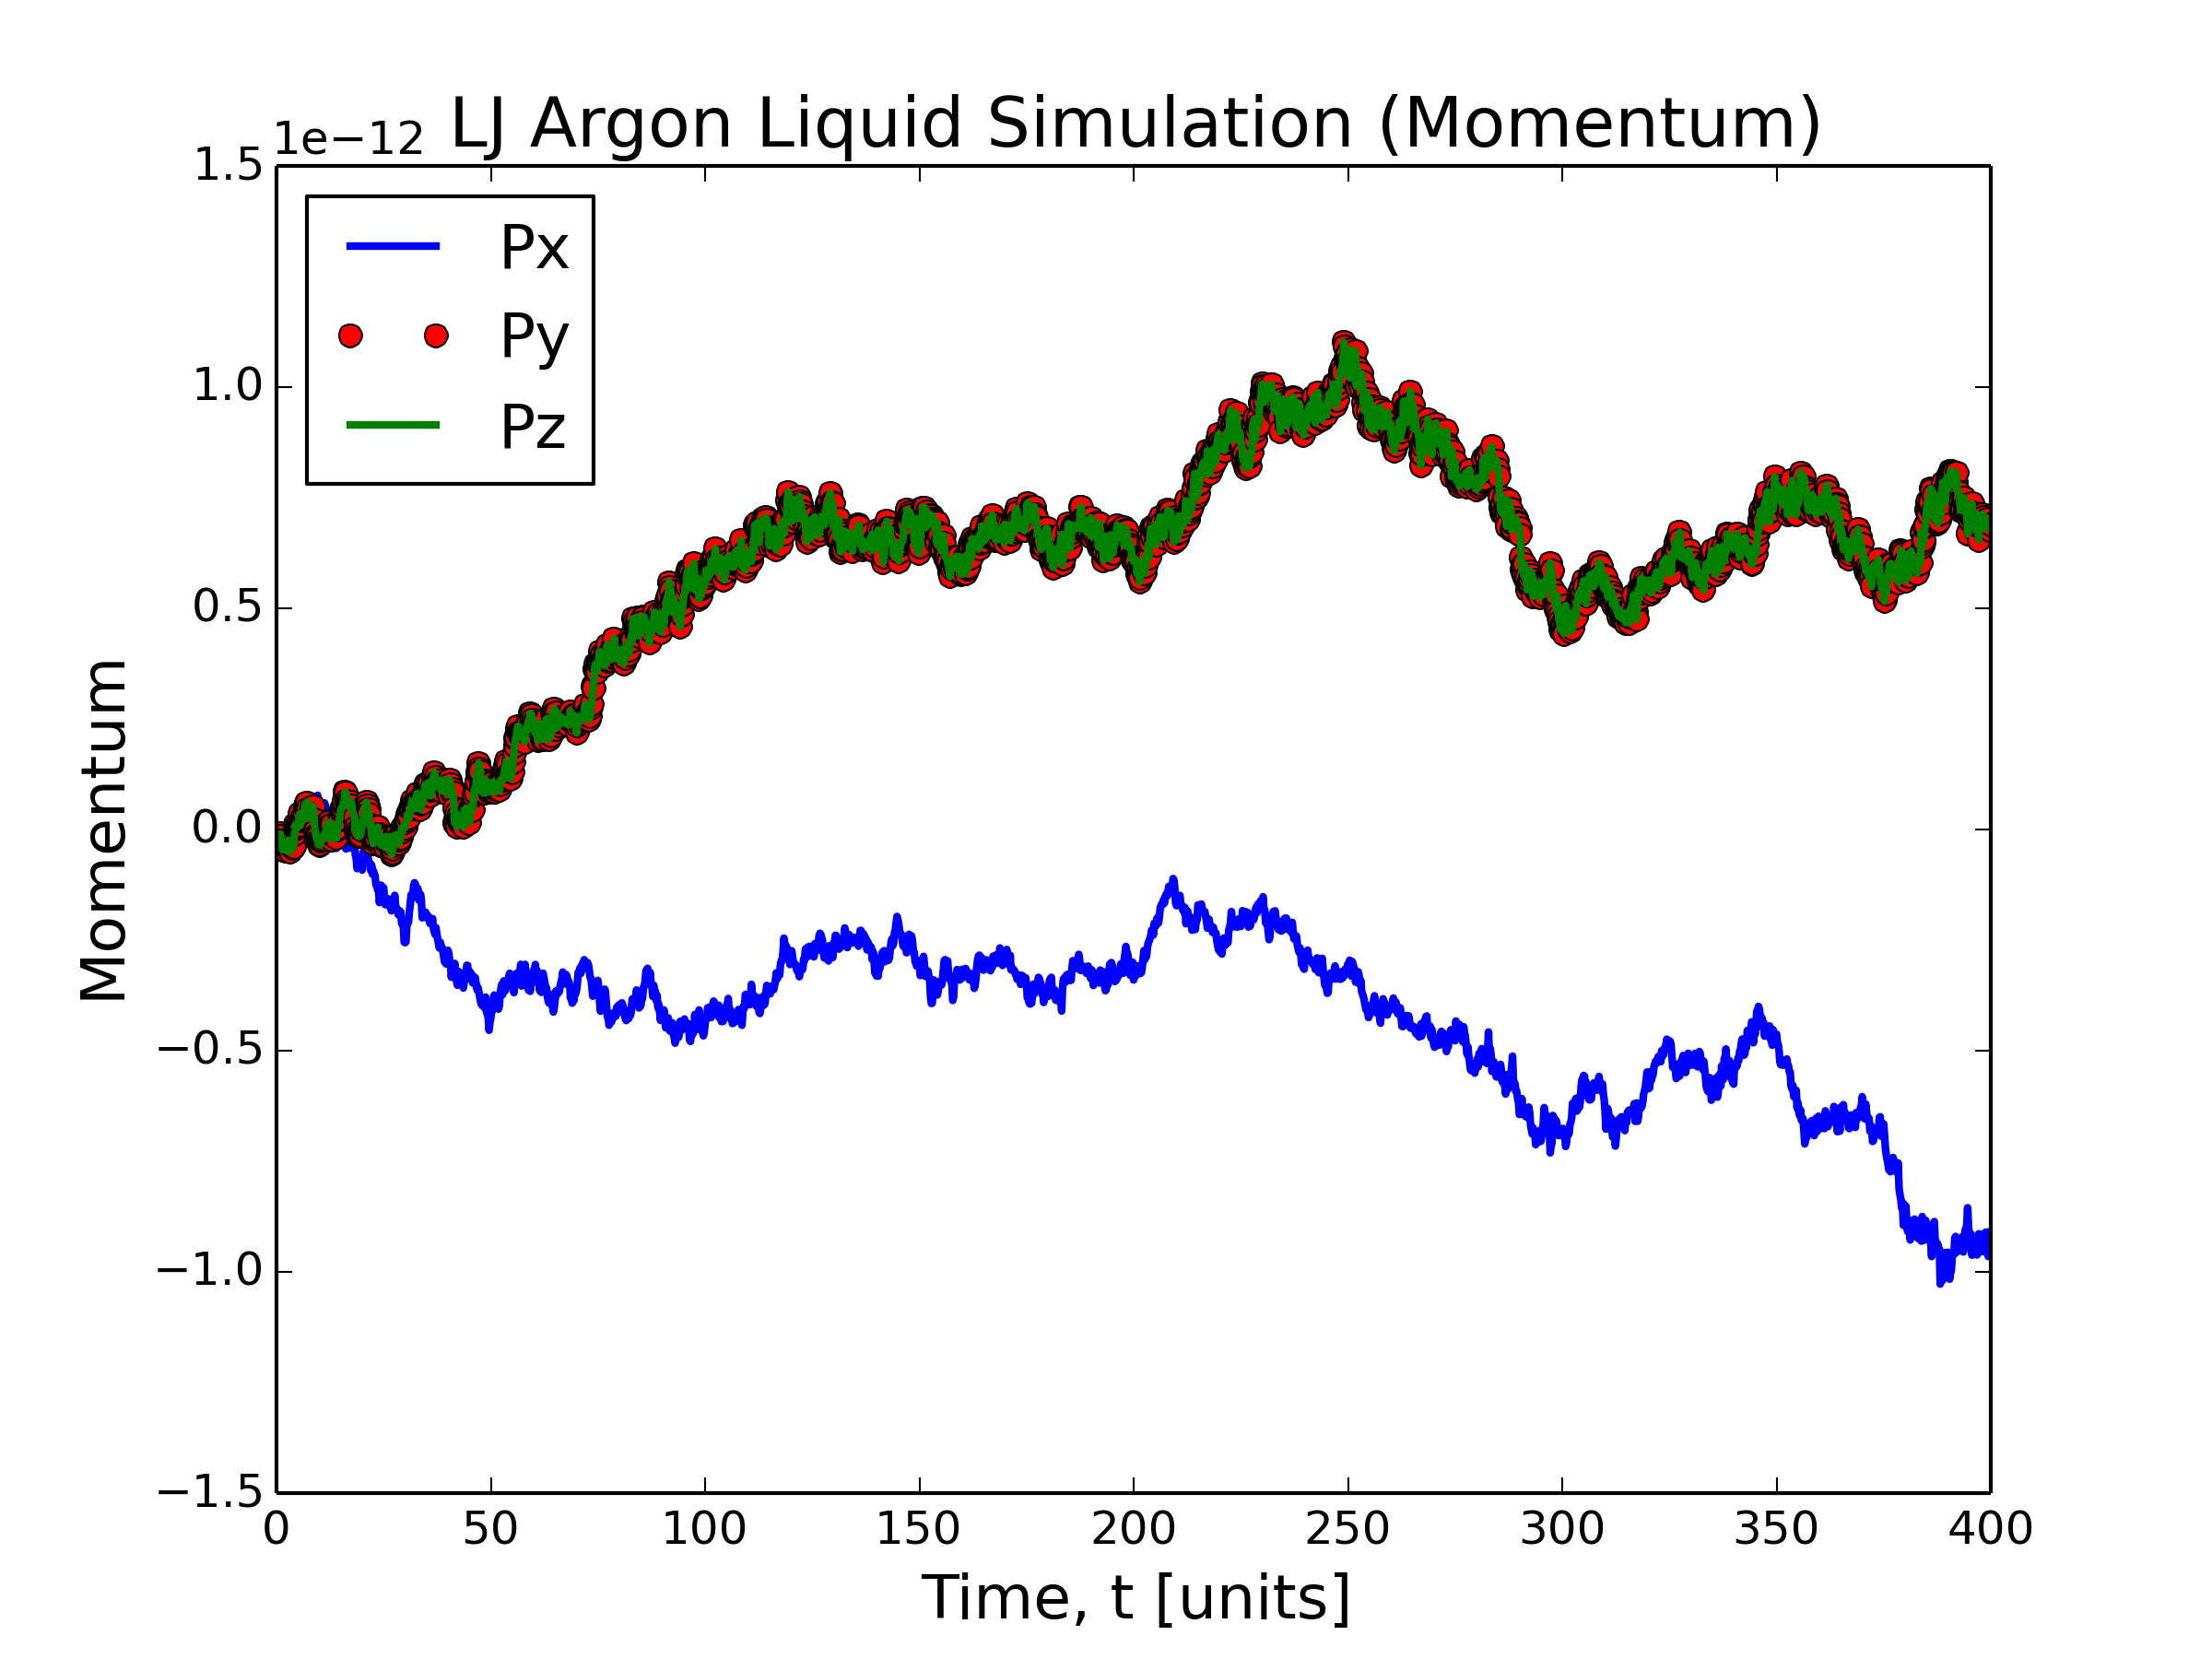 LJ Argon Liquid Simulation (Momentum)
1e−12
1.5
1.0
0.5
0.0
−0.5
−1.0
−1.5
Px
Py
Pz
Momentum
0 50 100 150 200 250 300 350 400
Time, t [units]